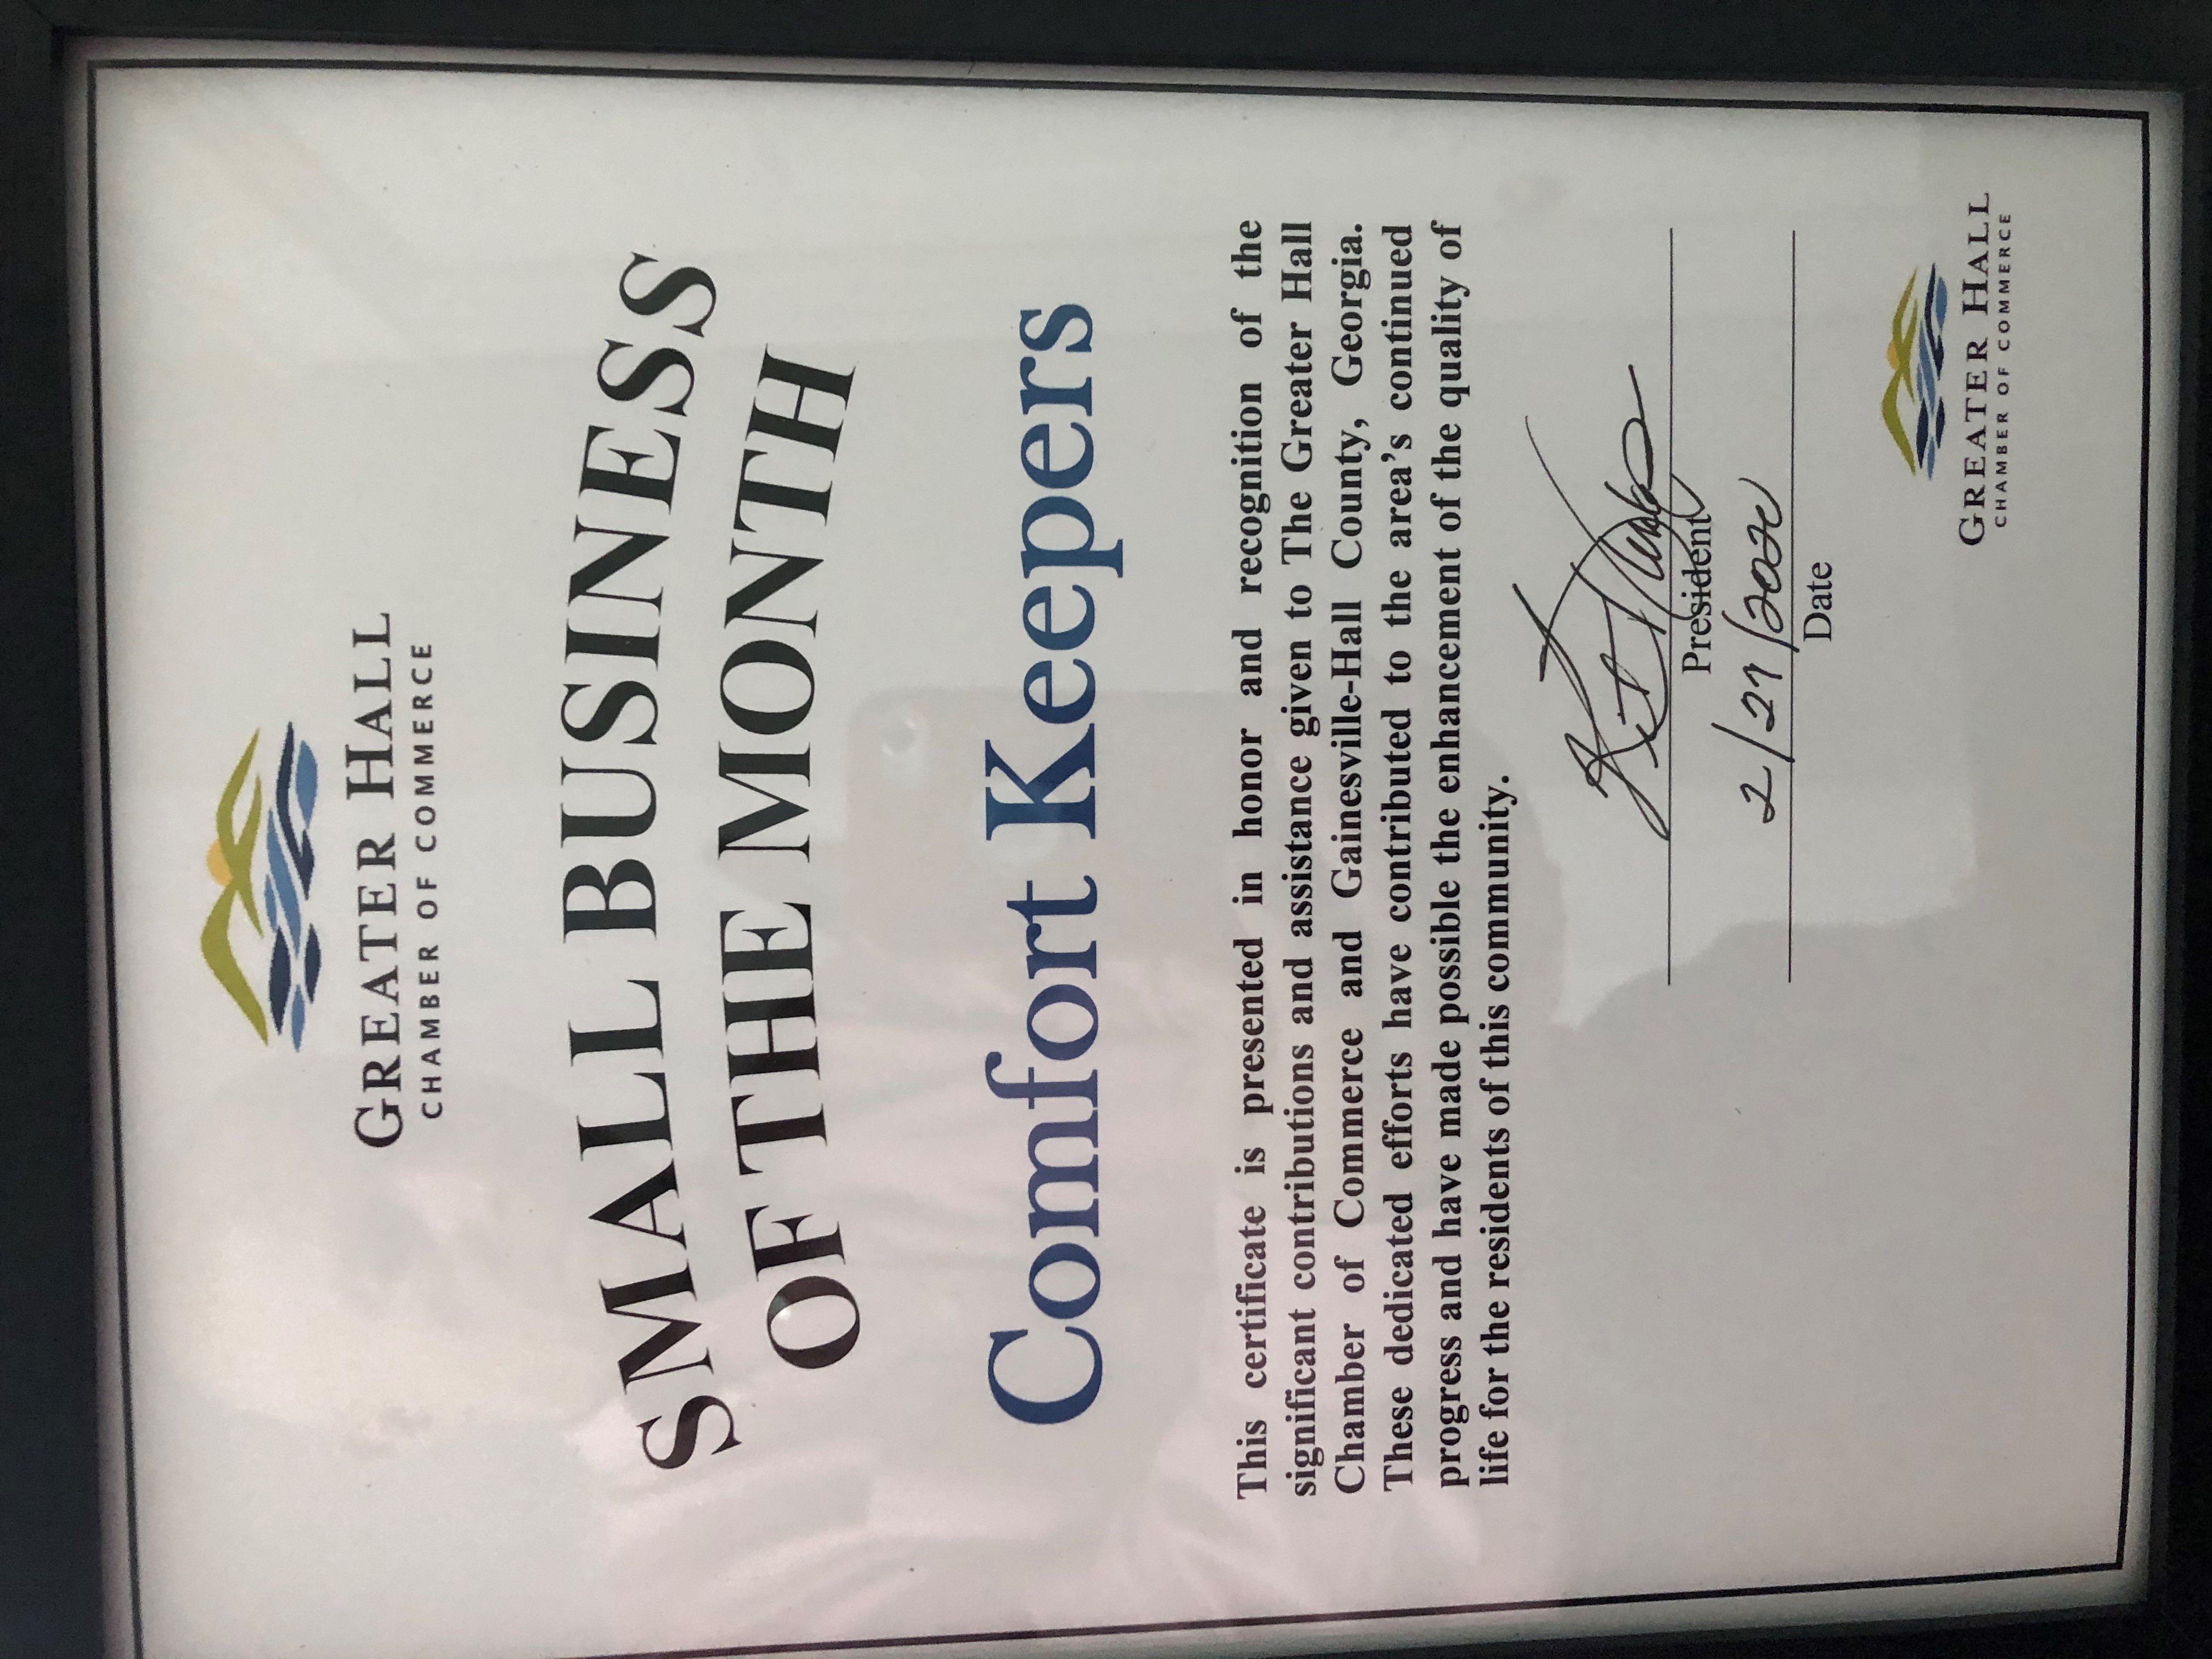 GREATER HALL
CHAMBER OF COMMERCE
SMALL BUSINESS
OF THE MONTH
Comfort Keepers
This certificate is presented in honor and recognition of the
significant contributions and assistance given to The Greater Hall
Chamber of Commerce and Gainesville-Hall County, Georgia.
These dedicated efforts have contributed to the area's continued
progress and have made possible the enhancement of the quality of
life for the residents of this community.
President
2/27/2020
Date
GREATER HALL
CHAMBER OF COMMERCE